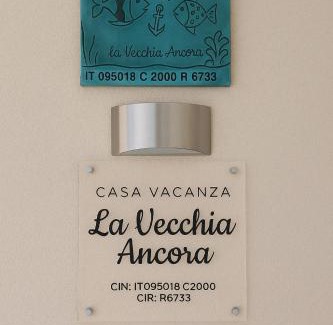 la Vecchia Ancora
IT 095018 C 2000 R 6733
CASA VACANZA
La Vecchia
Ancora
CIN: IT095018 C2000
CIR: R6733